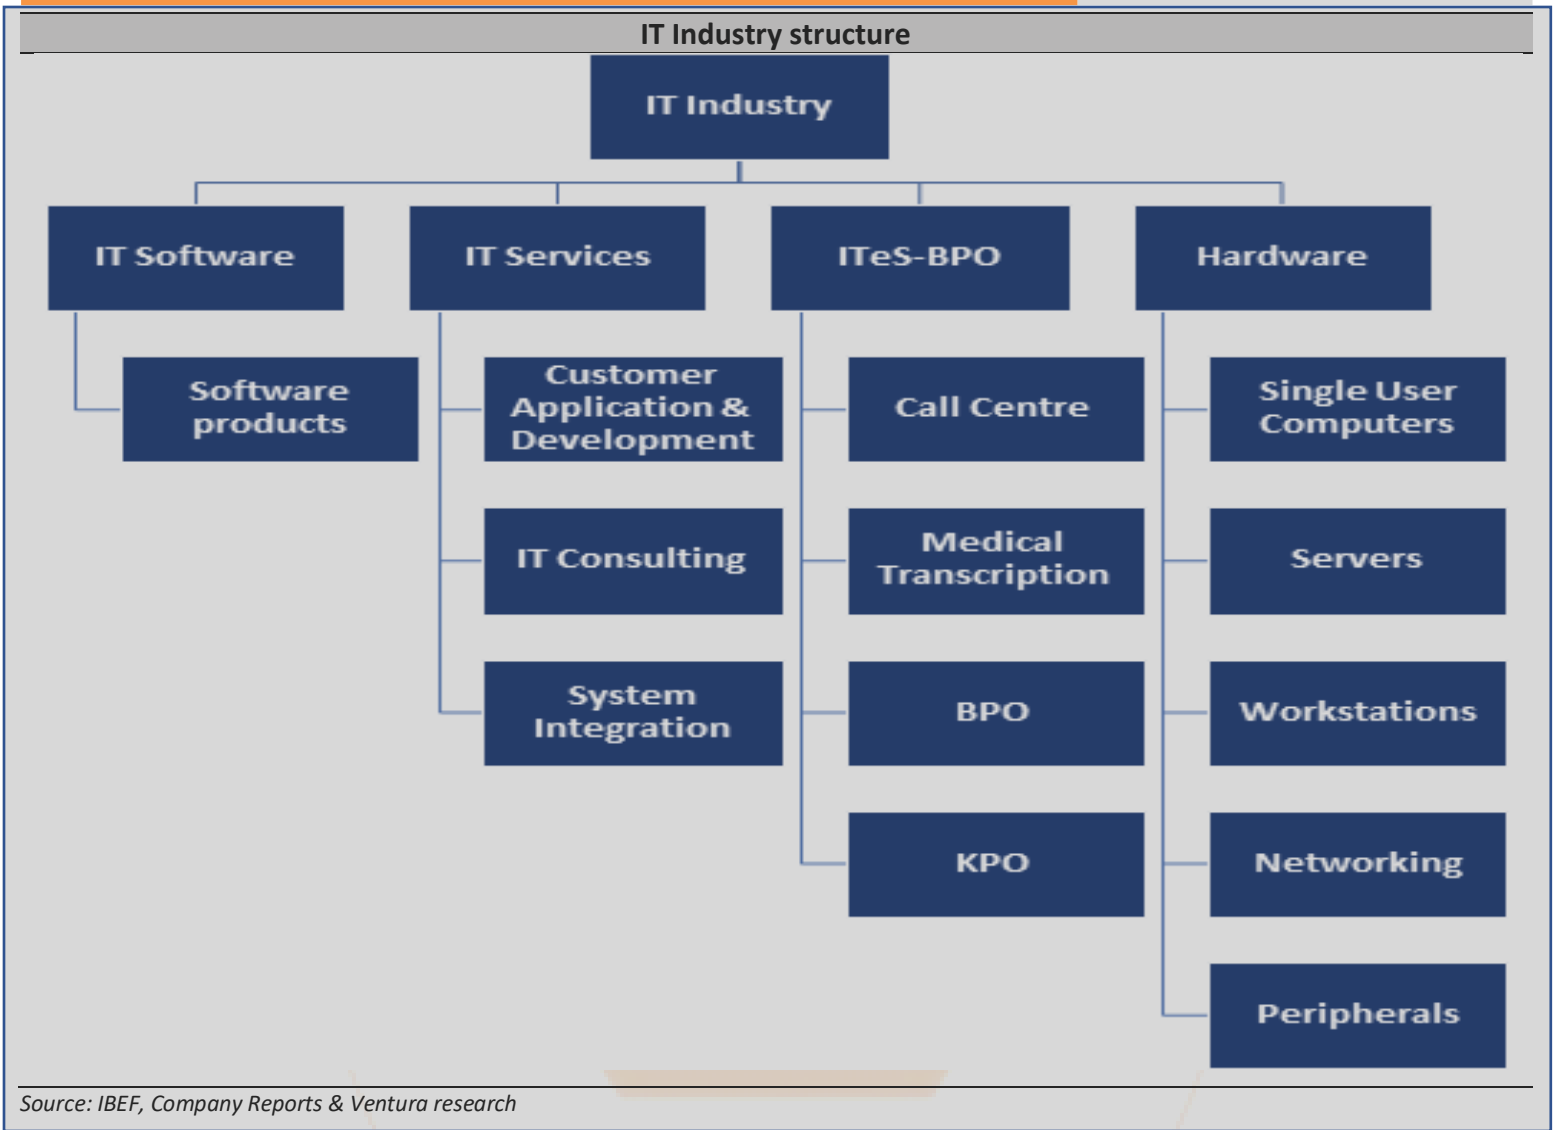 IT Industry structure
IT Industry
IT Software
IT Services
ITeS-BPO
Hardware
Software
products
Customer
Application &
Development
Call Centre
Single User
Computers
IT Consulting
Medical
Transcription
Servers
System
Integration
BPO
Workstations
KPO
Networking
Peripherals
Source: IBEF, Company Reports & Ventura research